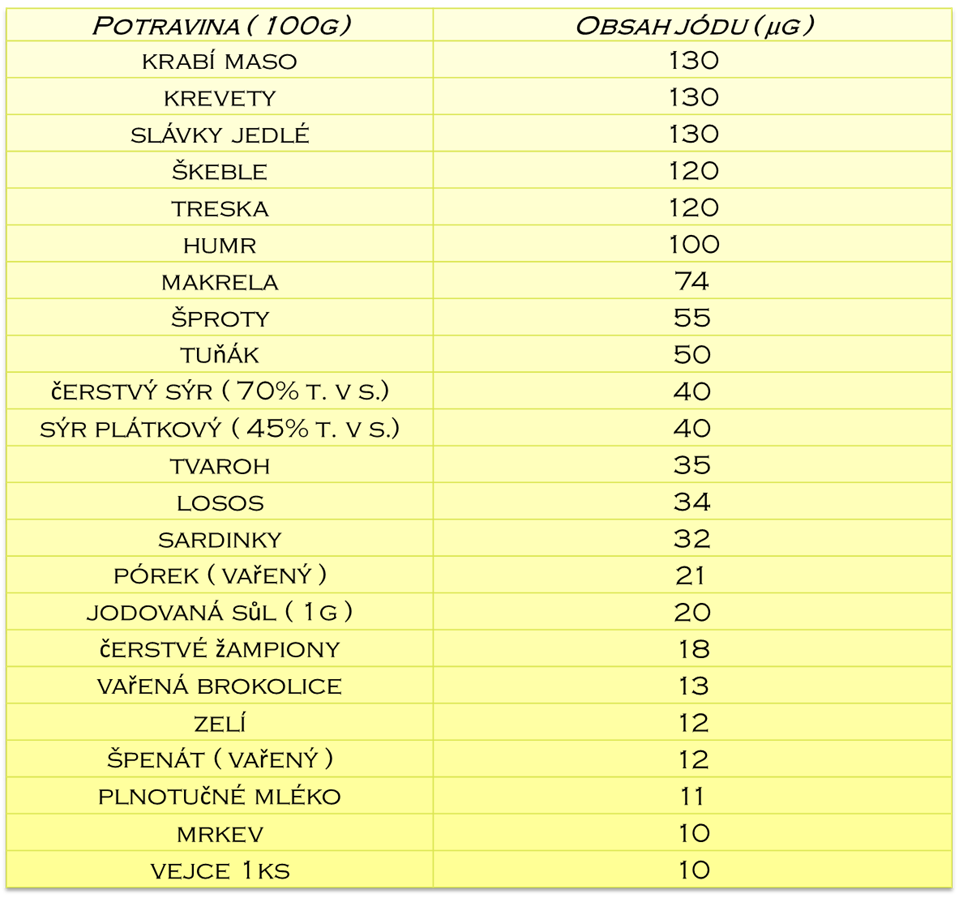 POTRAVINA ( 100G) OBSAH JÓDU (µG )
KRABÍ MASO 130
KREVETY 130
SLÁVKY JEDLÉ 130
ŠKEBLE 120
TRESKA 120
HUMR 100
MAKRELA 74
ŠPROTY 55
TUňÁK 50
čERSTVÝ SÝR ( 70% T. V S.) 40
SÝR PLÁTKOVÝ ( 45% T. V S.) 40
TVAROH 35
LOSOS 34
SARDINKY 32
PÓREK ( VAřENÝ ) 21
JODOVANÁ SůL ( 1G ) 20
čERSTVÉ žAMPIONY 18
VAřENÁ BROKOLICE 13
ZELÍ 12
ŠPENÁT ( VAřENÝ ) 12
PLNOTUčNÉ MLÉKO 11
MRKEV 10
VEJCE 1KS 10